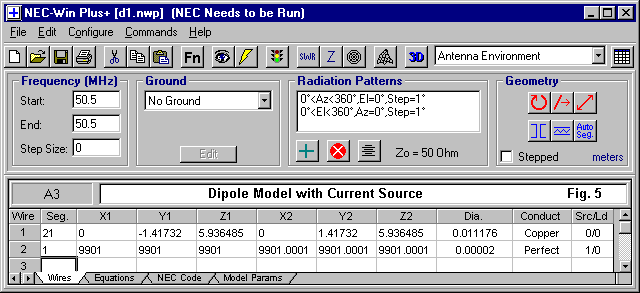 NEC-Win Plus+ [d1.nwp] (NEC Needs to be Run)
File Edit Configure Commands Help
Fn SWR Z 3D Antenna Environment
Frequency (MHz) Ground Radiation Patterns Geometry
Start: 50.5
End: 50.5
Step Size: 0
No Ground
Edit
0°<Az<360°,El=0°,Step=1°
0°<El<360°,Az=0°,Step=1°
Zo = 50 Ohm
Auto Seg.
Stepped meters
A3 Dipole Model with Current Source Fig. 5
Wire Seg. X1 Y1 Z1 X2 Y2 Z2 Dia. Conduct Src/Ld
1 21 0 -1.41732 5.936485 0 1.41732 5.936485 0.011176 Copper 0/0
2 1 9901 9901 9901 9901.0001 9901.0001 9901.0001 0.00002 Perfect 1/0
3
Wires Equations NEC Code Model Params